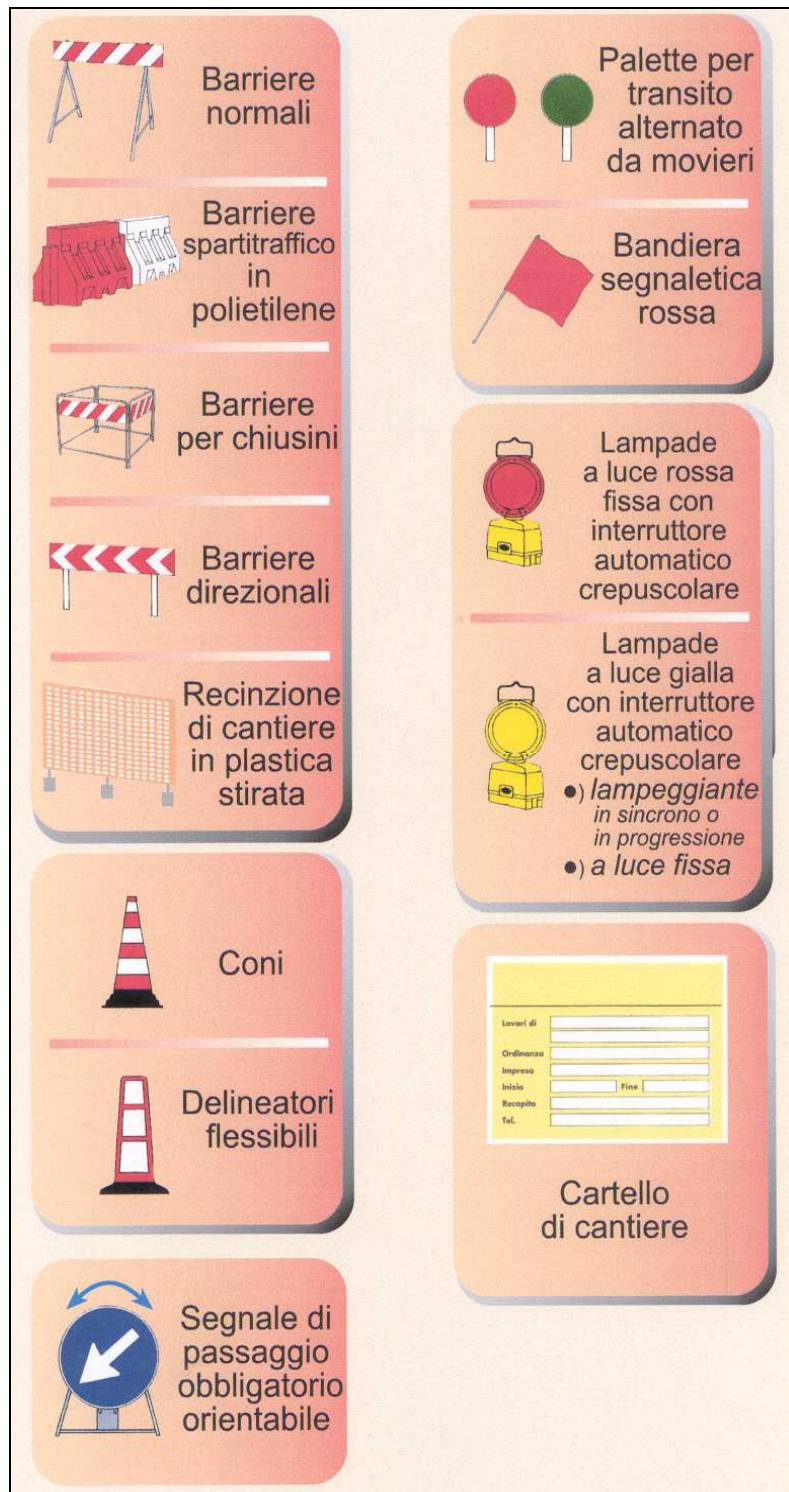 Barriere
normali
Barriere
spartitraffico
in
polietilene
Barriere
per chiusini
Barriere
direzionali
Recinzione
di cantiere
in plastica
stirata
Coni
Delineatori
flessibili
Segnale di
passaggio
obbligatorio
orientabile
Palette per
transito
alternato
da movieri
Bandiera
segnaletica
rossa
Lampade
a luce rossa
fissa con
interruttore
automatico
crepuscolare
Lampade
a luce gialla
con interruttore
automatico
crepuscolare
●) lampeggiante
in sincrono o
in progressione
●) a luce fissa
Lavori di
Ordinanza
Impresa
Inizio Fine
Recapito
Tel.
Cartello
di cantiere